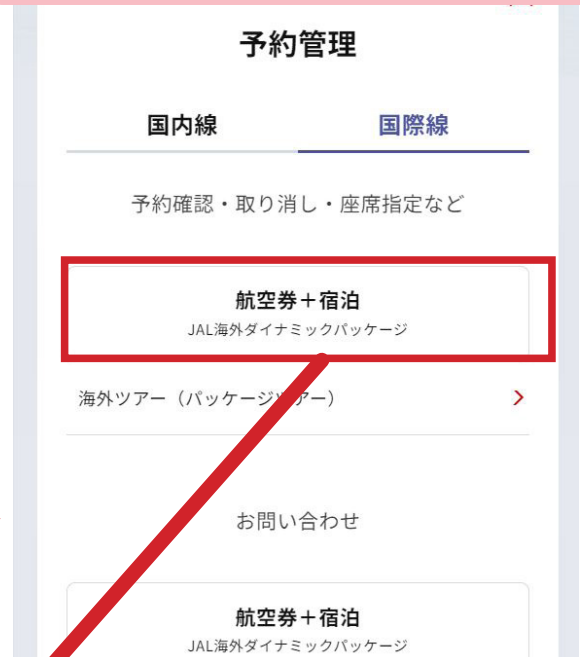 予約管理
国内線
国際線
予約確認・取り消し・座席指定など
航空券＋宿泊
JAL海外ダイナミックパッケージ
海外ツアー（パッケージツアー）
お問い合わせ
航空券＋宿泊
JAL海外ダイナミックパッケージ